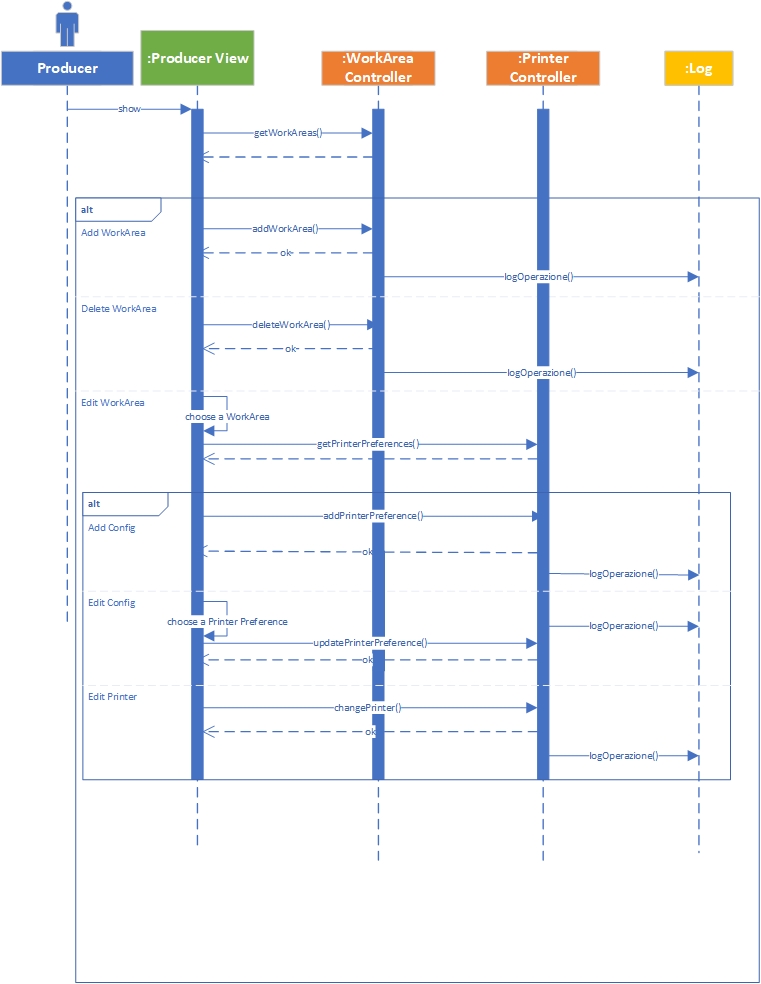 Producer
:Producer View
:WorkArea
Controller
:Printer
Controller
:Log
show
getWorkAreas()
alt
Add WorkArea
addWorkArea()
ok
logOperazione()
Delete WorkArea
deleteWorkArea()
ok
logOperazione()
Edit WorkArea
choose a WorkArea
getPrinterPreferences()
alt
Add Config
addPrinterPreference()
ok
logOperazione()
Edit Config
choose a Printer Preference
logOperazione()
updatePrinterPreference()
ok
Edit Printer
changePrinter()
ok
logOperazione()